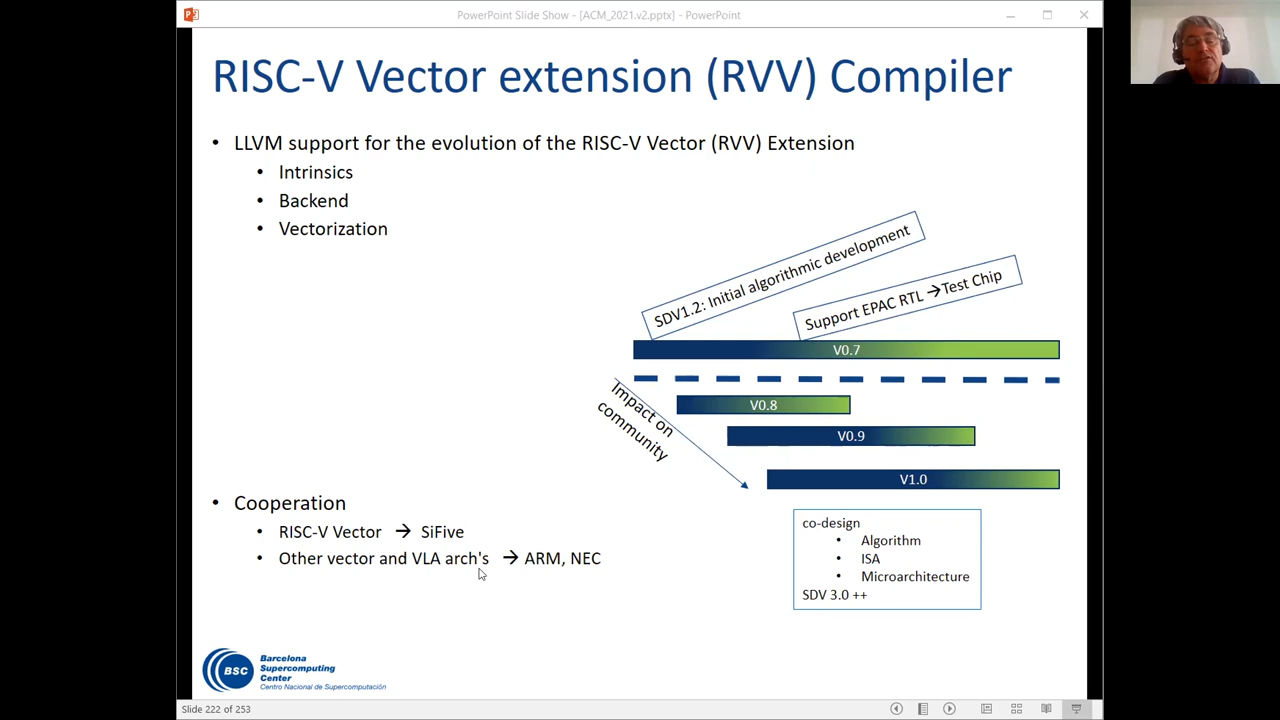 PowerPoint Slide Show - [ACM_2021.v2.pptx] - PowerPoint
RISC-V Vector extension (RVV) Compiler
• LLVM support for the evolution of the RISC-V Vector (RVV) Extension
• Intrinsics
• Backend
• Vectorization
SDV1.2: Initial algorithmic development
Support EPAC RTL → Test Chip
V0.7
Impact on
community
V0.8
V0.9
V1.0
• Cooperation
• RISC-V Vector → SiFive
• Other vector and VLA arch's → ARM, NEC
co-design
• Algorithm
• ISA
• Microarchitecture
SDV 3.0 ++
BSC
Barcelona
Supercomputing
Center
Centro Nacional de Supercomputación
Slide 222 of 253